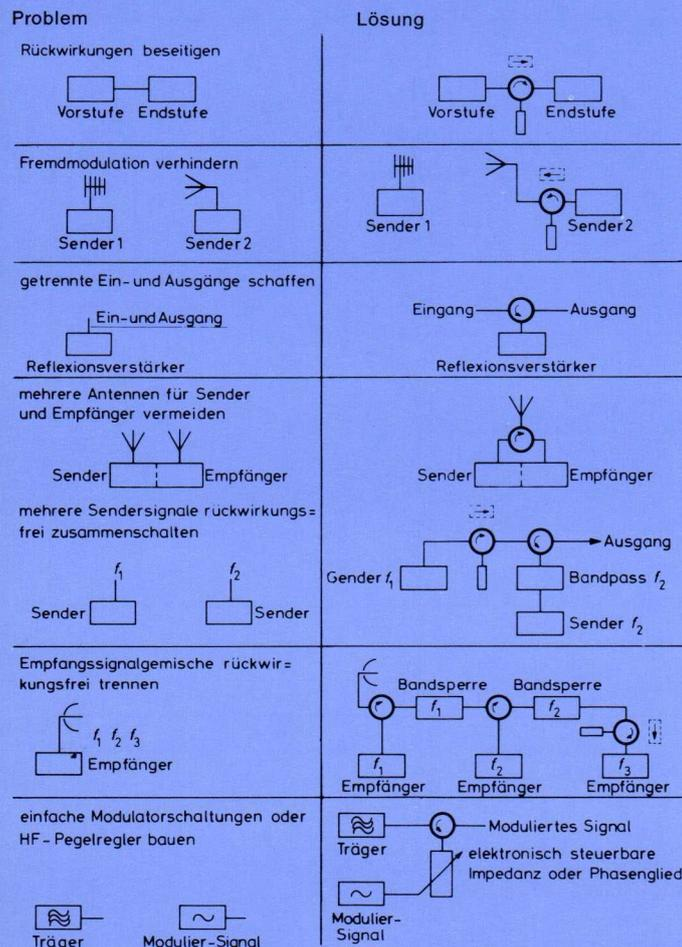 Problem
Lösung
Rückwirkungen beseitigen
Vorstufe Endstufe
Vorstufe Endstufe
Fremdmodulation verhindern
Sender 1 Sender 2
Sender 1 Sender 2
getrennte Ein- und Ausgänge schaffen
Ein- und Ausgang
Reflexionsverstärker
Eingang Ausgang
Reflexionsverstärker
mehrere Antennen für Sender
und Empfänger vermeiden
Sender Empfänger
Sender Empfänger
mehrere Sendersignale rückwirkungs=
frei zusammenschalten
f1 f2
Sender Sender
Ausgang
Gender f1 Bandpass f2
Sender f2
Empfangssignalgemische rückwir=
kungsfrei trennen
f1 f2 f3
Empfänger
Bandsperre Bandsperre
f1 f2
f1 f2 f3
Empfänger Empfänger Empfänger
einfache Modulatorschaltungen oder
HF-Pegelregler bauen
Träger Modulier-Signal
Moduliertes Signal
Träger
elektronisch steuerbare
Impedanz oder Phasenglied
Modulier-
Signal